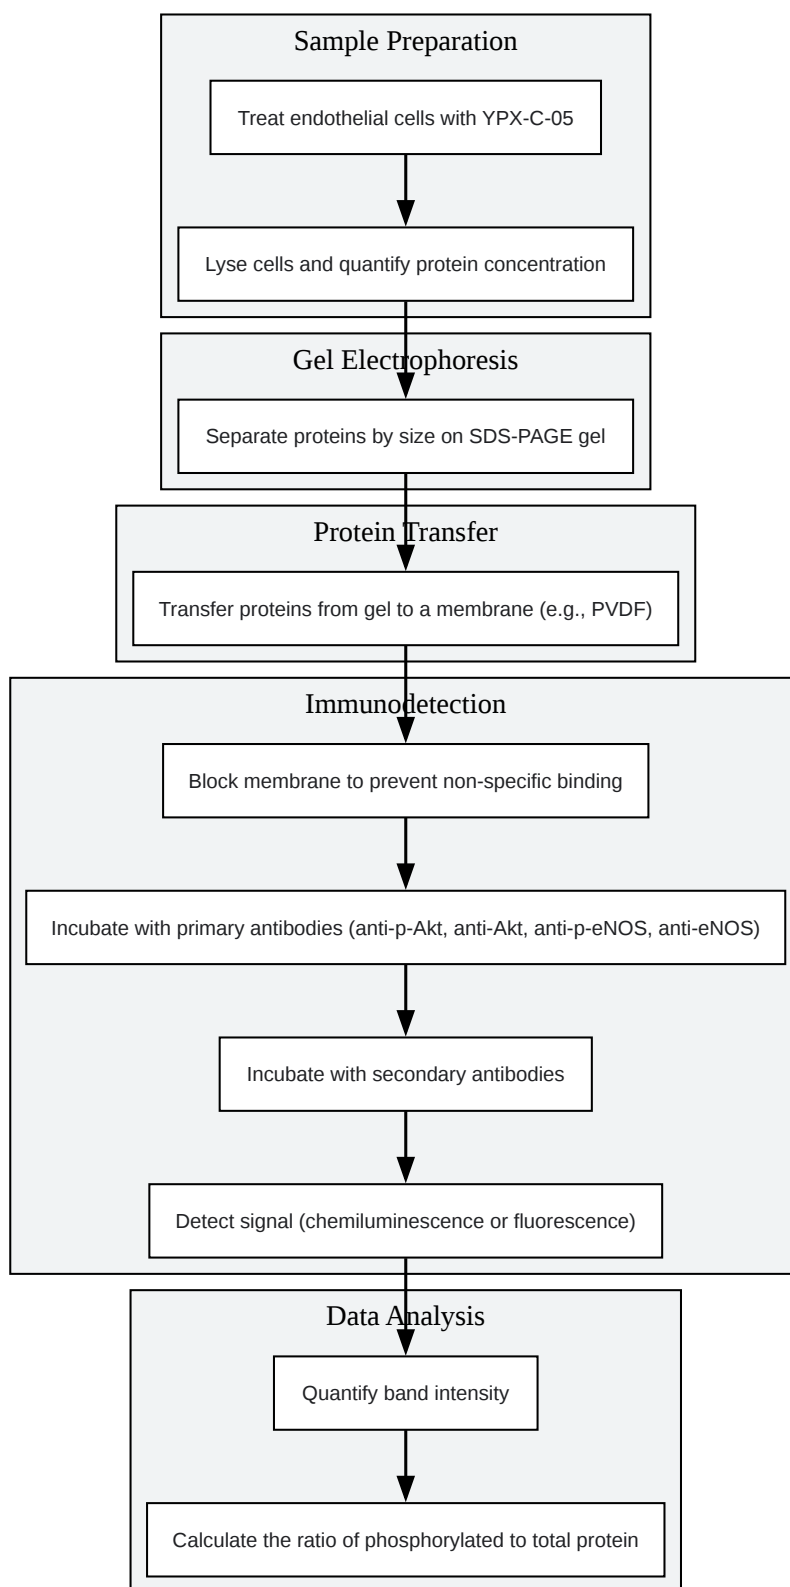 Sample Preparation
Treat endothelial cells with YPX-C-05
Lyse cells and quantify protein concentration
Gel Electrophoresis
Separate proteins by size on SDS-PAGE gel
Protein Transfer
Transfer proteins from gel to a membrane (e.g., PVDF)
Immunodetection
Block membrane to prevent non-specific binding
Incubate with primary antibodies (anti-p-Akt, anti-Akt, anti-p-eNOS, anti-eNOS)
Incubate with secondary antibodies
Detect signal (chemiluminescence or fluorescence)
Data Analysis
Quantify band intensity
Calculate the ratio of phosphorylated to total protein